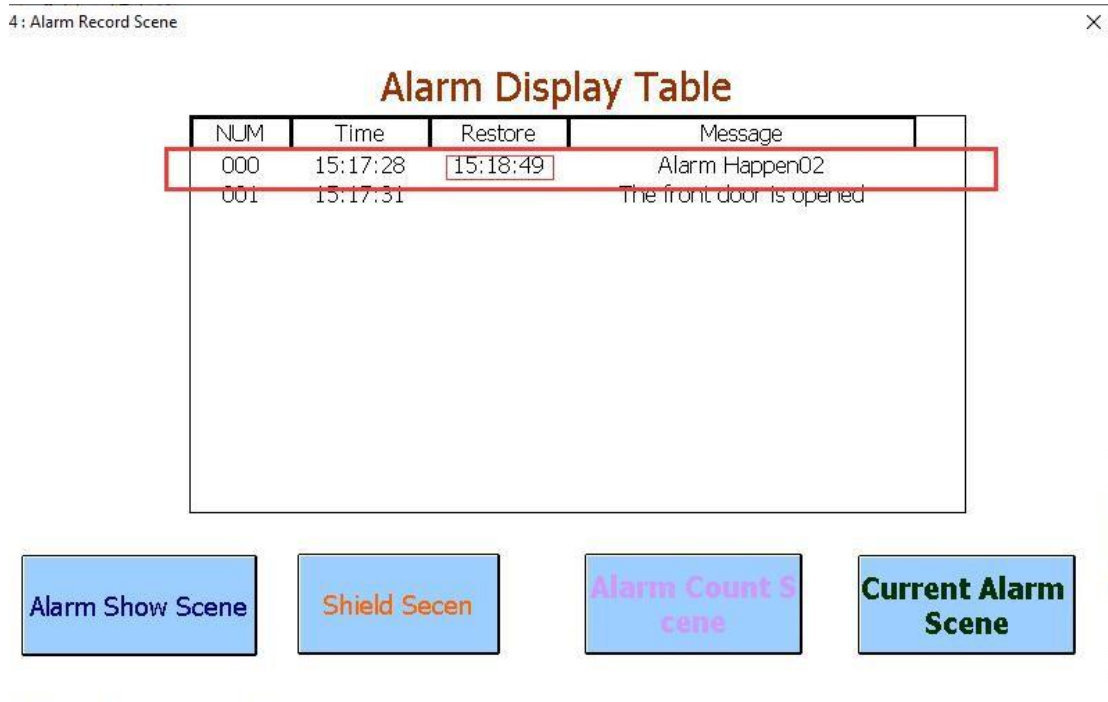 4 : Alarm Record Scene
Alarm Display Table
NUM Time Restore Message
000 15:17:28 15:18:49 Alarm Happen02
001 15:17:31 The front door is opened
Alarm Show Scene
Shield Secen
Alarm Count S
cene
Current Alarm
Scene